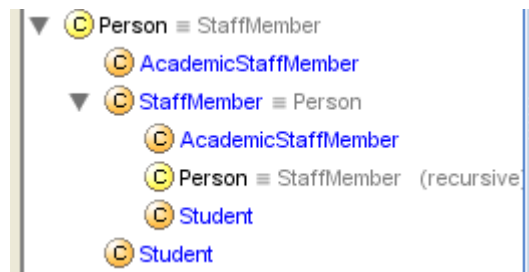 C Person ≡ StaffMember
C AcademicStaffMember
C StaffMember ≡ Person
C AcademicStaffMember
C Person ≡ StaffMember (recursive)
C Student
C Student